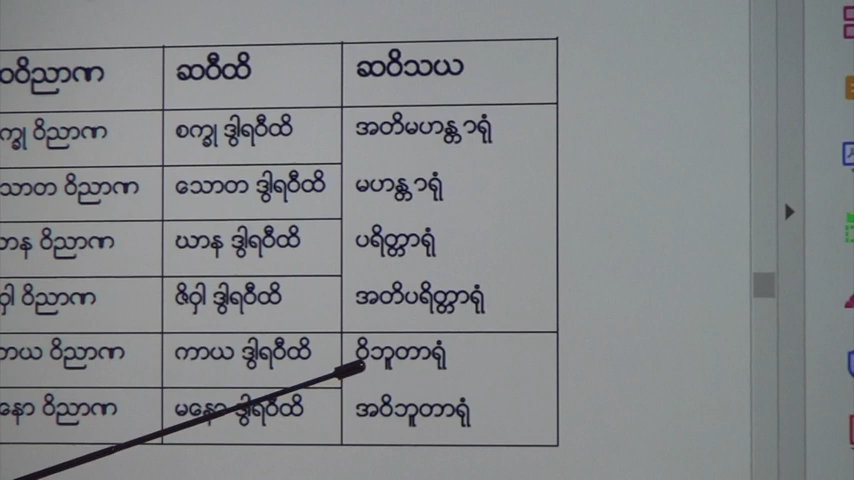 ဝိညာဏ ဆဝီထိ ဆဝိသယ
ဝိညာဏ စက္ခု ဒွါရဝီထိ အတိမဟန္တာရုံ
သောတ ဝိညာဏ သောတ ဒွါရဝီထိ မဟန္တာရုံ
ဝိညာဏ ဃာန ဒွါရဝီထိ ပရိတ္တာရုံ
ဝိညာဏ ဇိဝှါ ဒွါရဝီထိ အတိပရိတ္တာရုံ
ဝိညာဏ ကာယ ဒွါရဝီထိ ဝိဘူတာရုံ
ဝိညာဏ မနော ဒွါရဝီထိ အဝိဘူတာရုံ